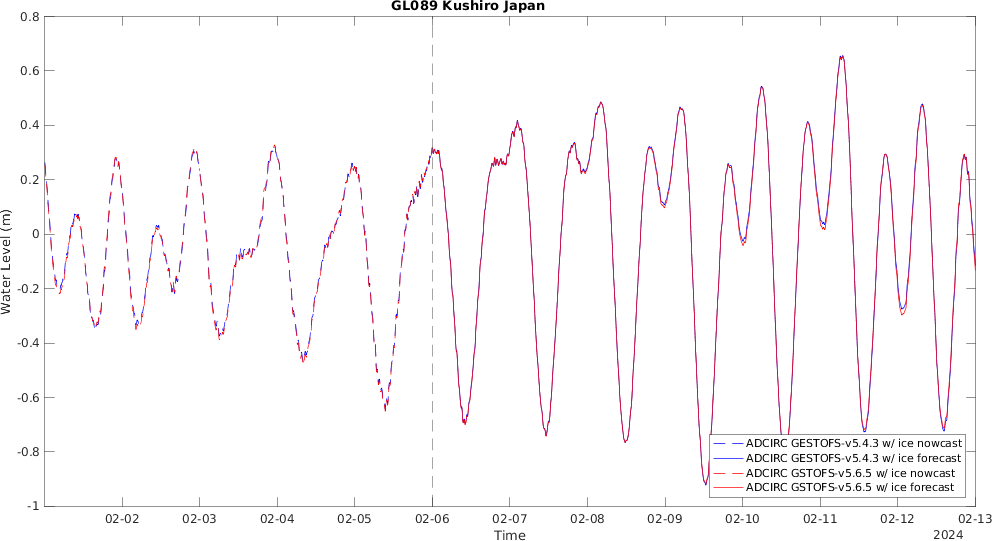 GL089 Kushiro Japan
0.8
0.6
0.4
0.2
0
-0.2
-0.4
-0.6
-0.8
-1
Water Level (m)
ADCIRC GESTOFS-v5.4.3 w/ ice nowcast
ADCIRC GESTOFS-v5.4.3 w/ ice forecast
ADCIRC GSTOFS-v5.6.5 w/ ice nowcast
ADCIRC GSTOFS-v5.6.5 w/ ice forecast
02-02 02-03 02-04 02-05 02-06 02-07 02-08 02-09 02-10 02-11 02-12 02-13
Time
2024